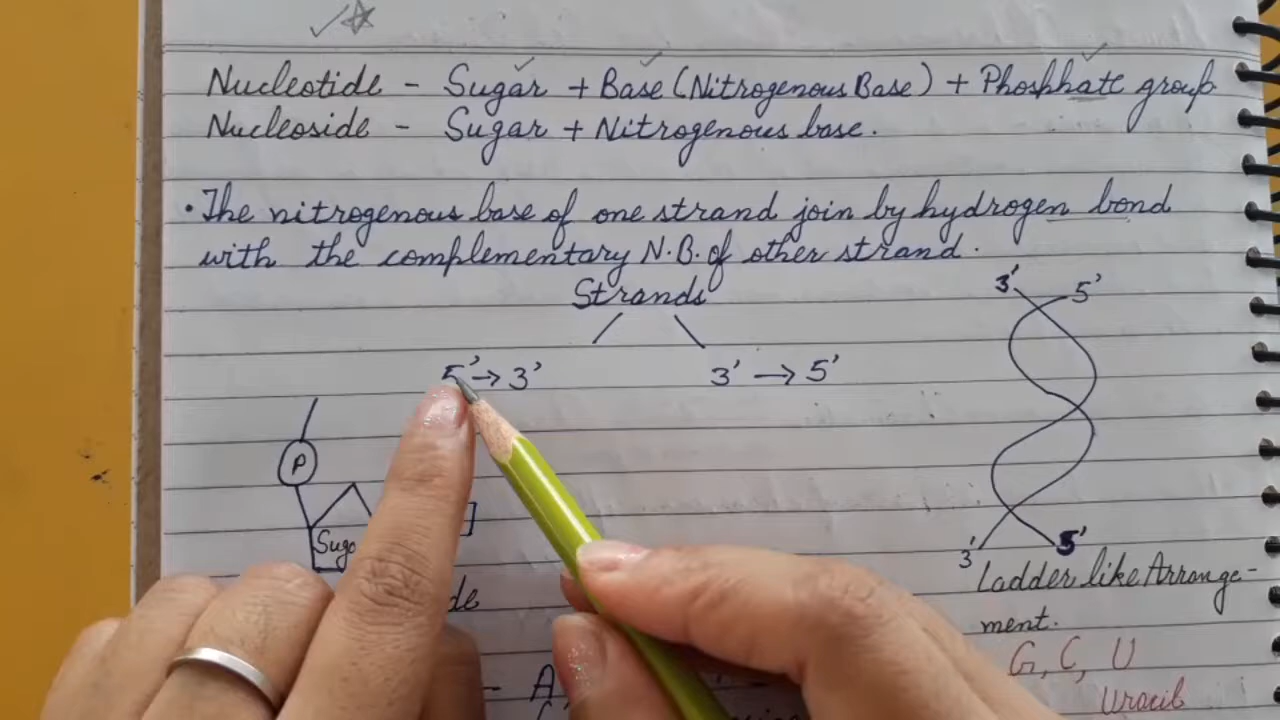 Nucleotide - Sugar + Base (Nitrogenous Base) + Phosphate group
Nucleoside - Sugar + Nitrogenous base.
• The nitrogenous base of one strand join by hydrogen bond
with the complementary N.B. of other strand.
Strands
5' → 3'
3' → 5'
3' 5'
P
Sug
de
3' 5'
Ladder like Arrange-
ment.
G, C, U
Uracil
- A,